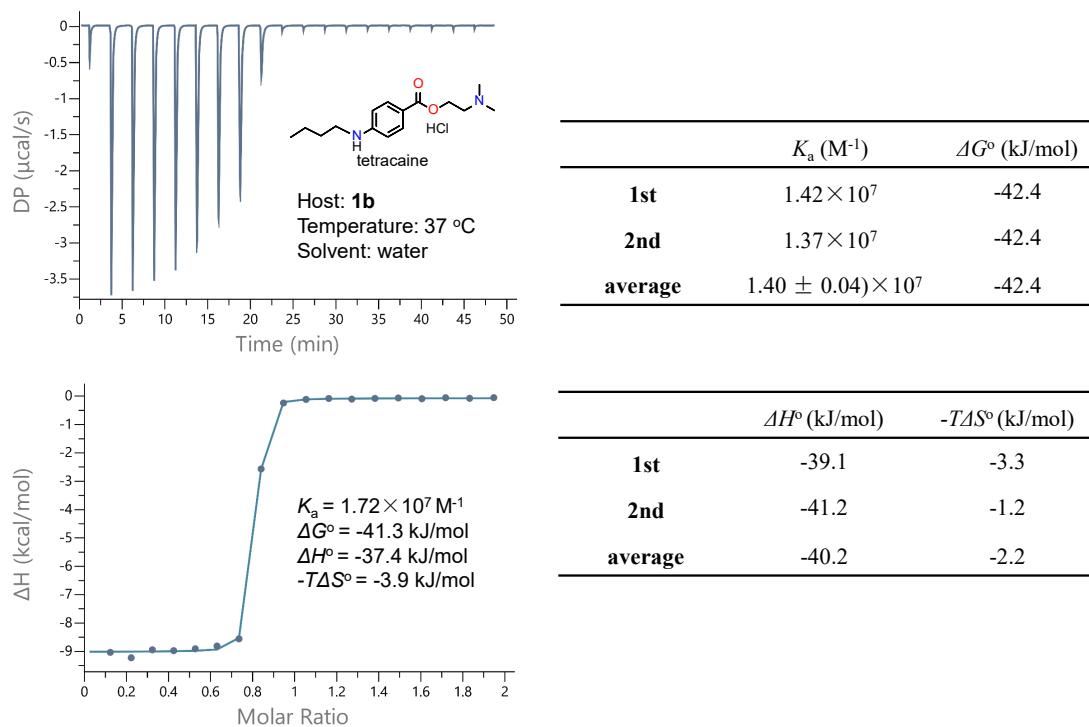 0
-0.5
-1
-1.5
-2
-2.5
-3
-3.5
DP (µcal/s)
O
O
N
HCl
N
H
tetracaine
Host: 1b
Temperature: 37 °C
Solvent: water
0 5 10 15 20 25 30 35 40 45 50
Time (min)
Kₐ (M⁻¹) ΔG° (kJ/mol)
1st 1.42×10⁷ -42.4
2nd 1.37×10⁷ -42.4
average 1.40 ± 0.04)×10⁷ -42.4
0
-1
-2
-3
-4
-5
-6
-7
-8
-9
ΔH (kcal/mol)
Kₐ = 1.72×10⁷ M⁻¹
ΔG° = -41.3 kJ/mol
ΔH° = -37.4 kJ/mol
-TΔS° = -3.9 kJ/mol
0 0.2 0.4 0.6 0.8 1 1.2 1.4 1.6 1.8 2
Molar Ratio
ΔH° (kJ/mol) -TΔS° (kJ/mol)
1st -39.1 -3.3
2nd -41.2 -1.2
average -40.2 -2.2